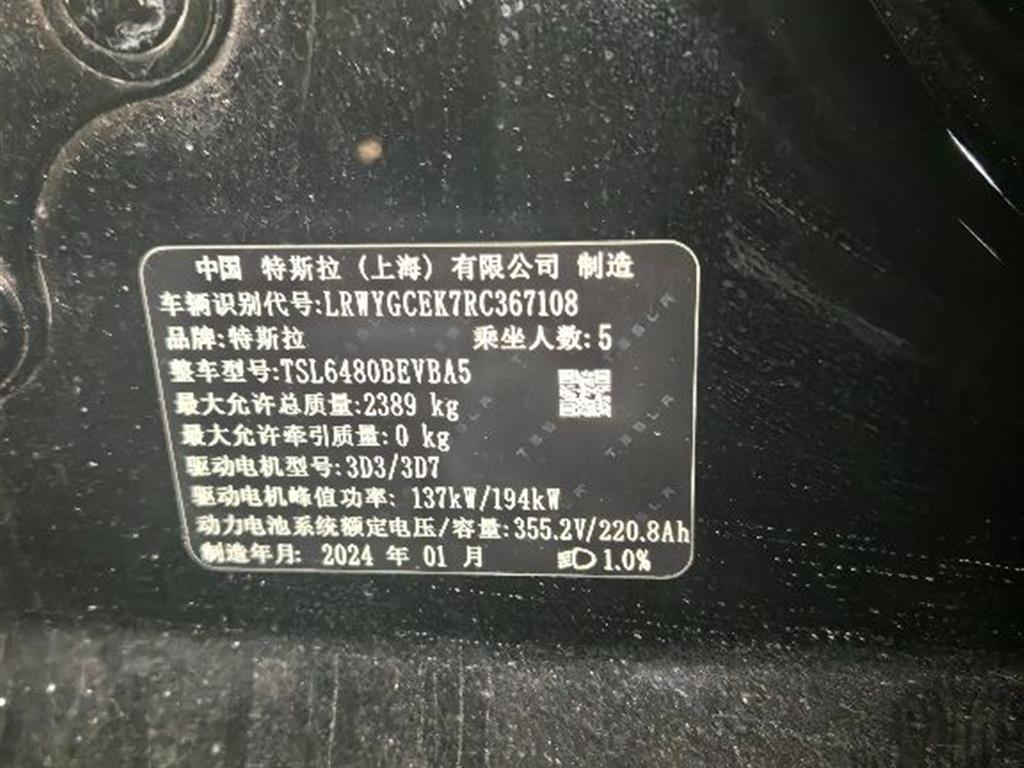 中国 特斯拉 (上海) 有限公司 制造
车辆识别代号:LRWYGCEK7RC367108
品牌:特斯拉 乘坐人数:5
整车型号:TSL6480BEVBA5
最大允许总质量:2389 kg
最大允许牵引质量:0 kg
驱动电机型号:3D3/3D7
驱动电机峰值功率: 137kW/194kW
动力电池系统额定电压/容量:355.2V/220.8Ah
制造年月: 2024 年 01 月 1.0%
TESLA